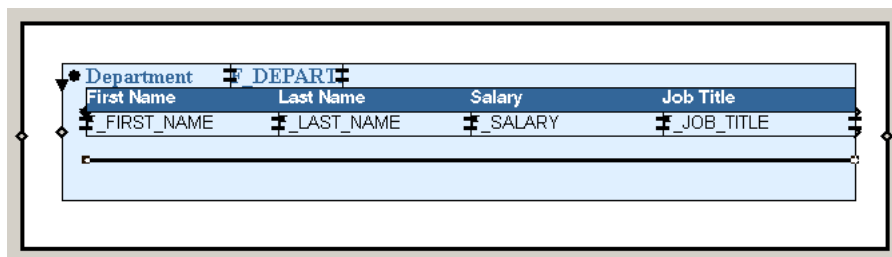 Department F_DEPART
First Name Last Name Salary Job Title
F_FIRST_NAME F_LAST_NAME F_SALARY F_JOB_TITLE